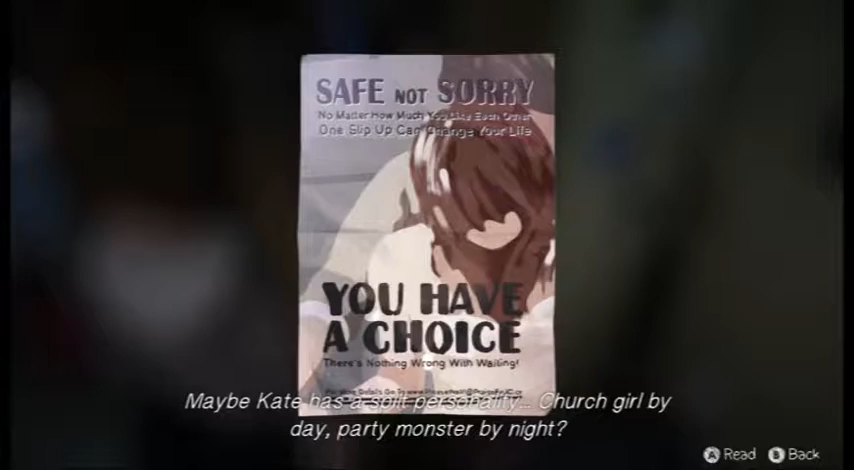 SAFE NOT SORRY
No Matter How Much You Like Each Other
One Slip Up Can Change Your Life
YOU HAVE
A CHOICE
There's Nothing Wrong With Waiting!
Go To
Maybe Kate has a split personality... Church girl by
day, party monster by night?
A Read B Back